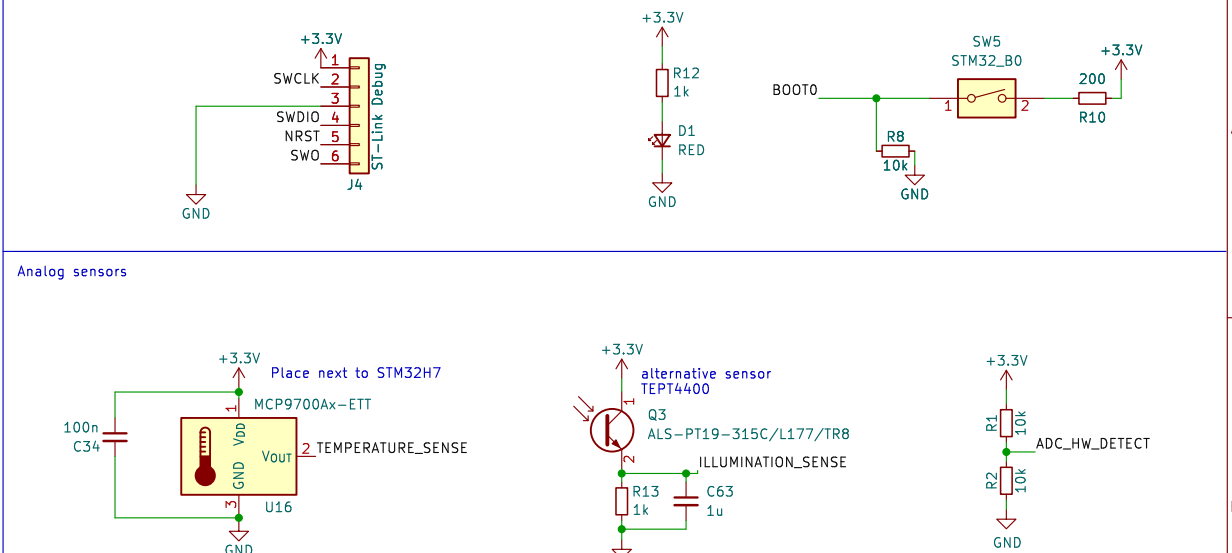 +3.3V
SWCLK
SWDIO
NRST
SWO
1
2
3
4
5
6
ST-Link Debug
J4
GND
+3.3V
R12
1k
D1
RED
GND
BOOT0
SW5
STM32_B0
1
2
+3.3V
200
R10
R8
10k
GND
Analog sensors
+3.3V
Place next to STM32H7
MCP9700Ax-ETT
100n
C34
1
VDD
VOUT
2
TEMPERATURE_SENSE
GND
3
U16
GND
+3.3V
alternative sensor
TEPT4400
1
Q3
ALS-PT19-315C/L177/TR8
2
ILLUMINATION_SENSE
R13
1k
C63
1u
+3.3V
R1
10k
ADC_HW_DETECT
R2
10k
GND